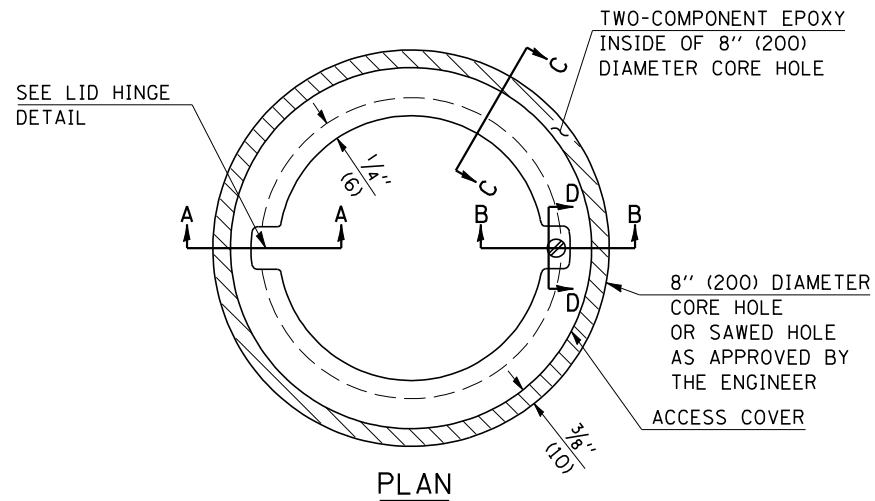 TWO-COMPONENT EPOXY
INSIDE OF 8" (200)
DIAMETER CORE HOLE
SEE LID HINGE
DETAIL
C
C
1/4"
(6)
A
A
B
B
D
D
8" (200) DIAMETER
CORE HOLE
OR SAWED HOLE
AS APPROVED BY
THE ENGINEER
ACCESS COVER
3/8"
(10)
PLAN